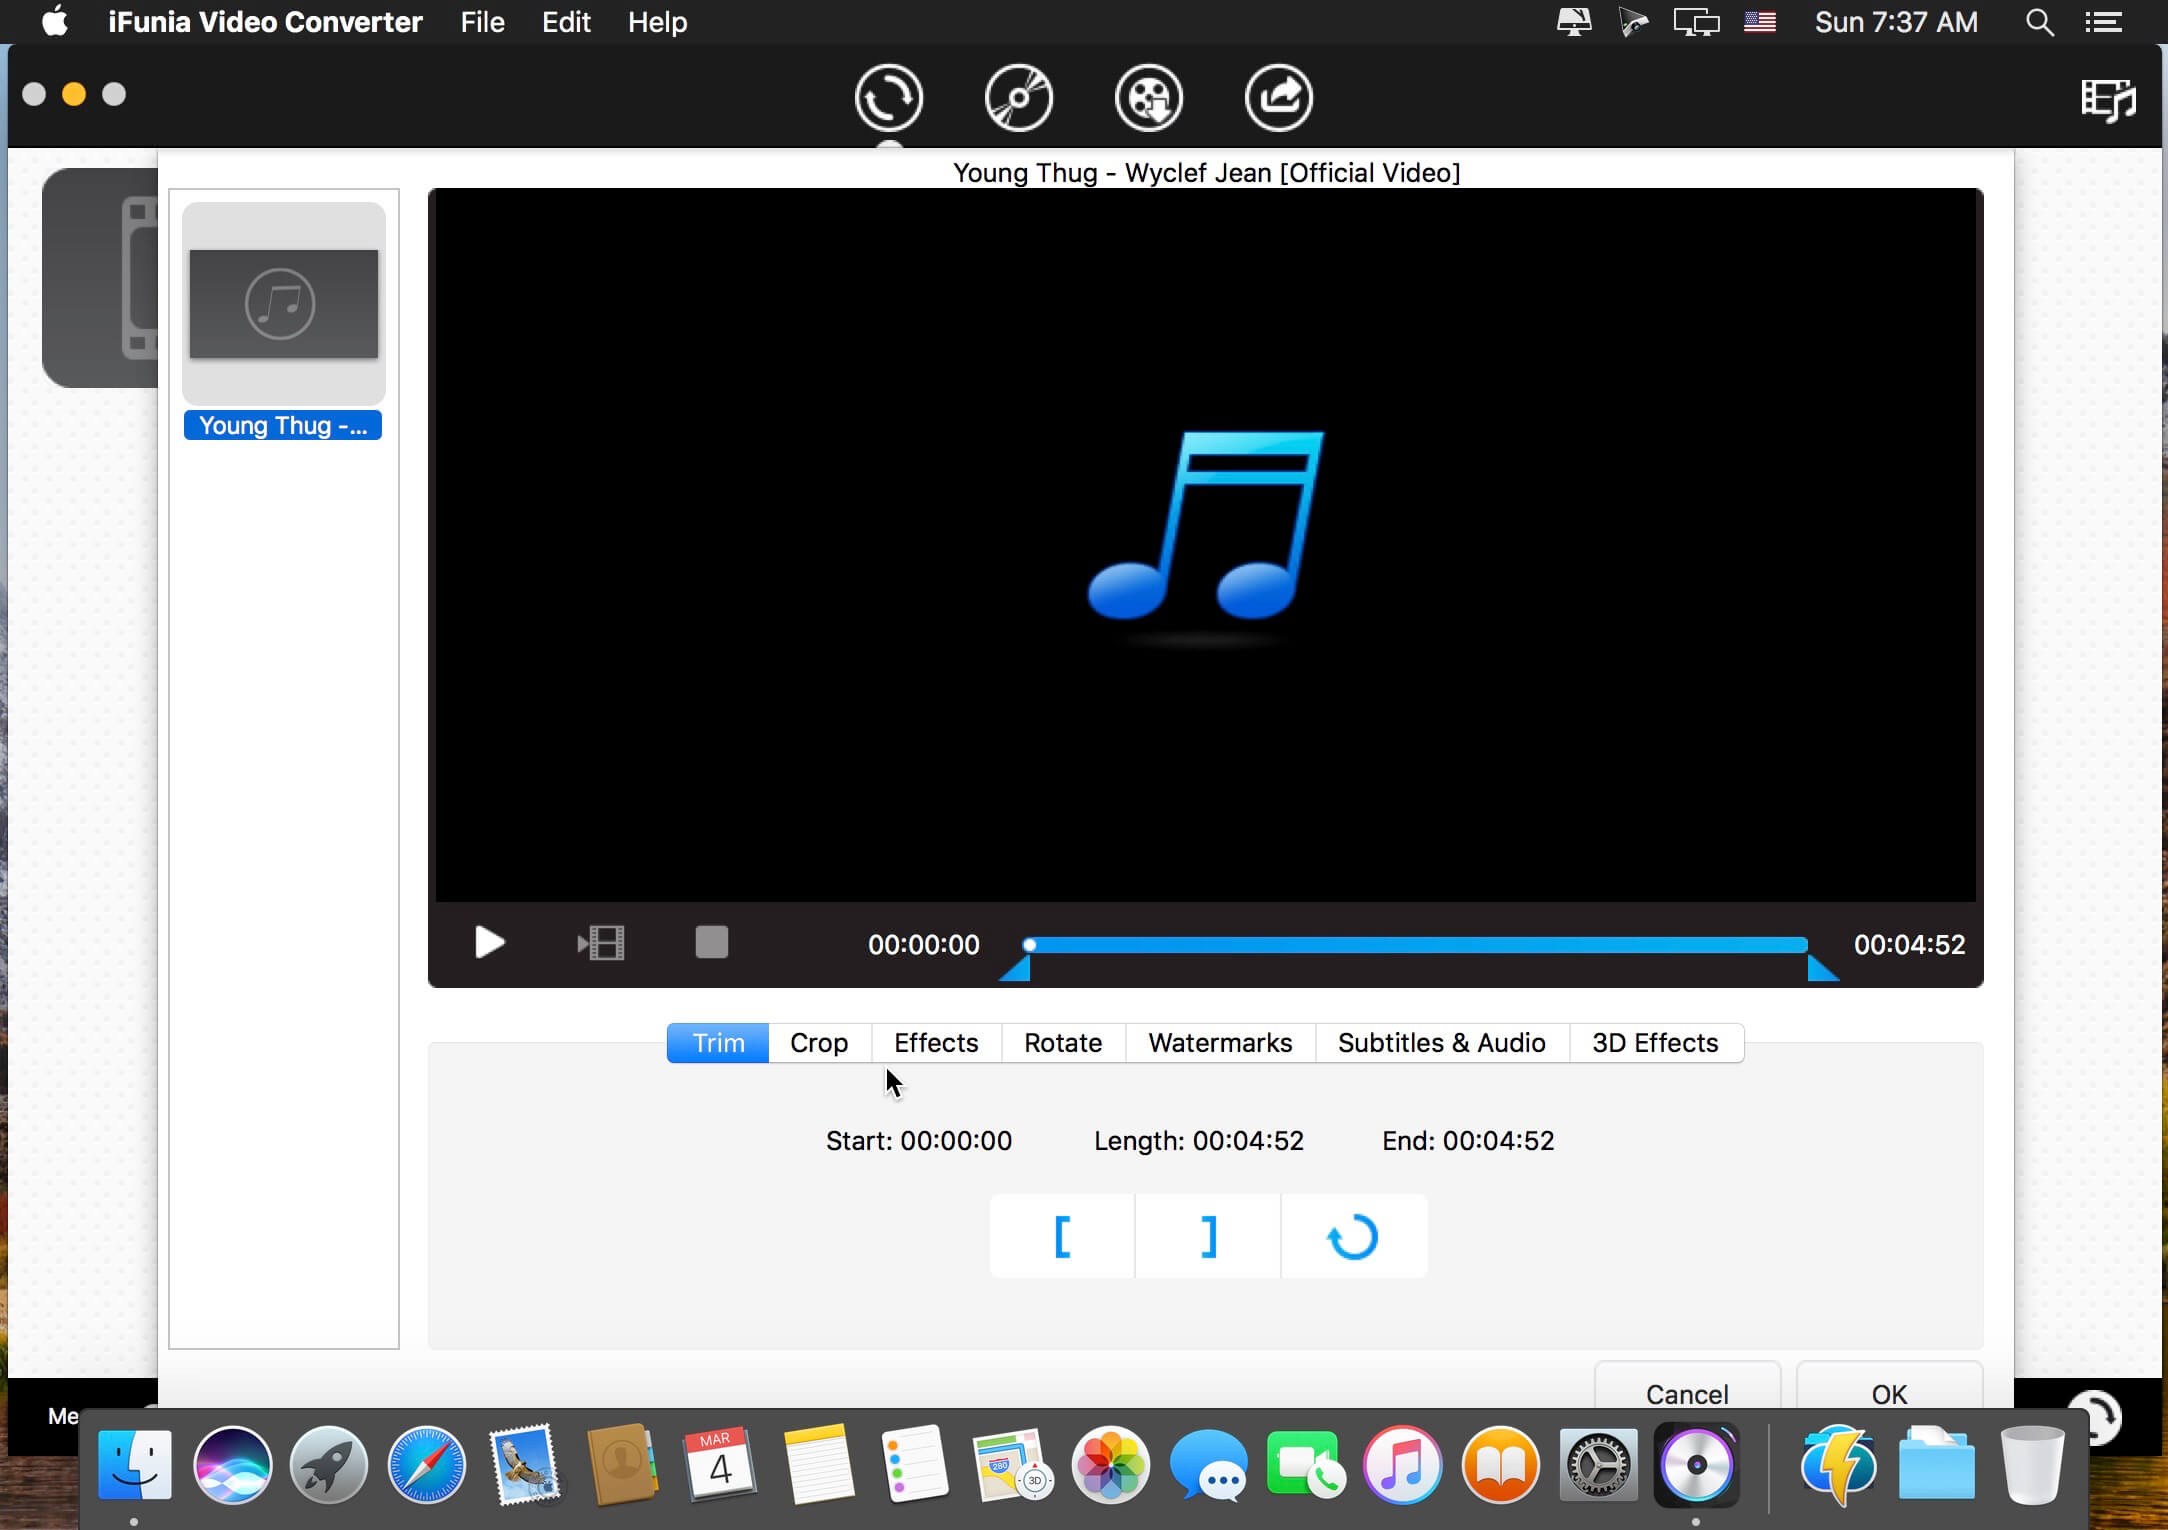 iFunia Video Converter File Edit Help Sun 7:37 AM
Young Thug - Wyclef Jean [Official Video]
Young Thug -...
00:00:00 00:04:52
Trim Crop Effects Rotate Watermarks Subtitles & Audio 3D Effects
Start: 00:00:00 Length: 00:04:52 End: 00:04:52
[ ]
Cancel OK
Me
MAR
4
280
3D